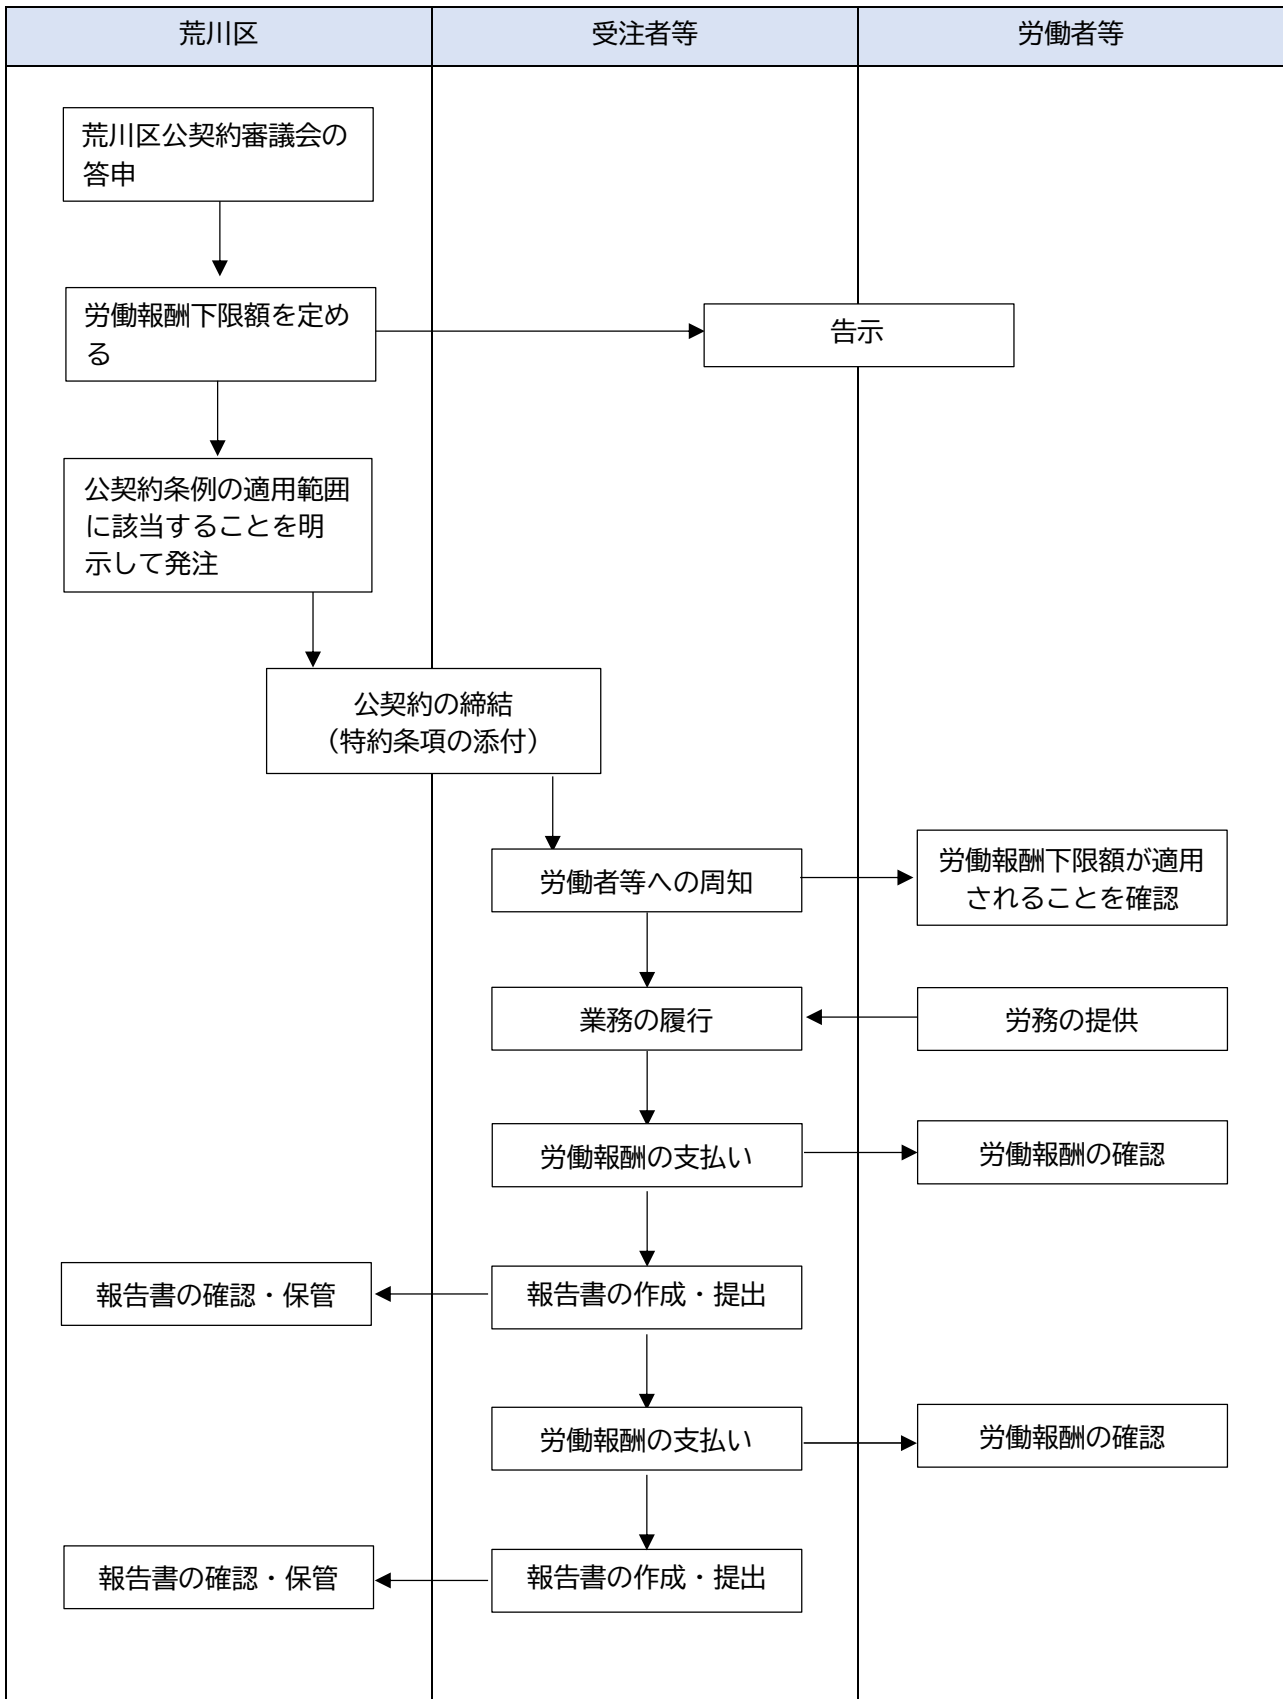 荒川区
受注者等
労働者等
荒川区公契約審議会の
答申
労働報酬下限額を定め
る
告示
公契約条例の適用範囲
に該当することを明
示して発注
公契約の締結
（特約条項の添付）
労働者等への周知
労働報酬下限額が適用
されることを確認
業務の履行
労務の提供
労働報酬の支払い
労働報酬の確認
報告書の確認・保管
報告書の作成・提出
労働報酬の支払い
労働報酬の確認
報告書の確認・保管
報告書の作成・提出